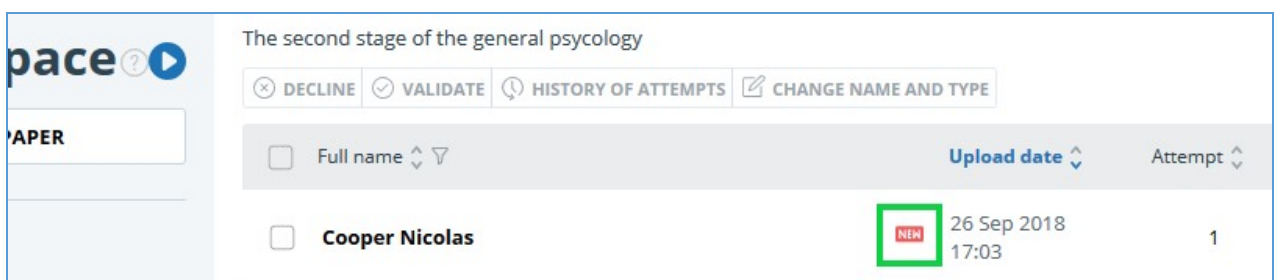 The second stage of the general psycology
pace ?
DECLINE VALIDATE HISTORY OF ATTEMPTS CHANGE NAME AND TYPE
PAPER
Full name Upload date Attempt
Cooper Nicolas NEW 26 Sep 2018 1
17:03